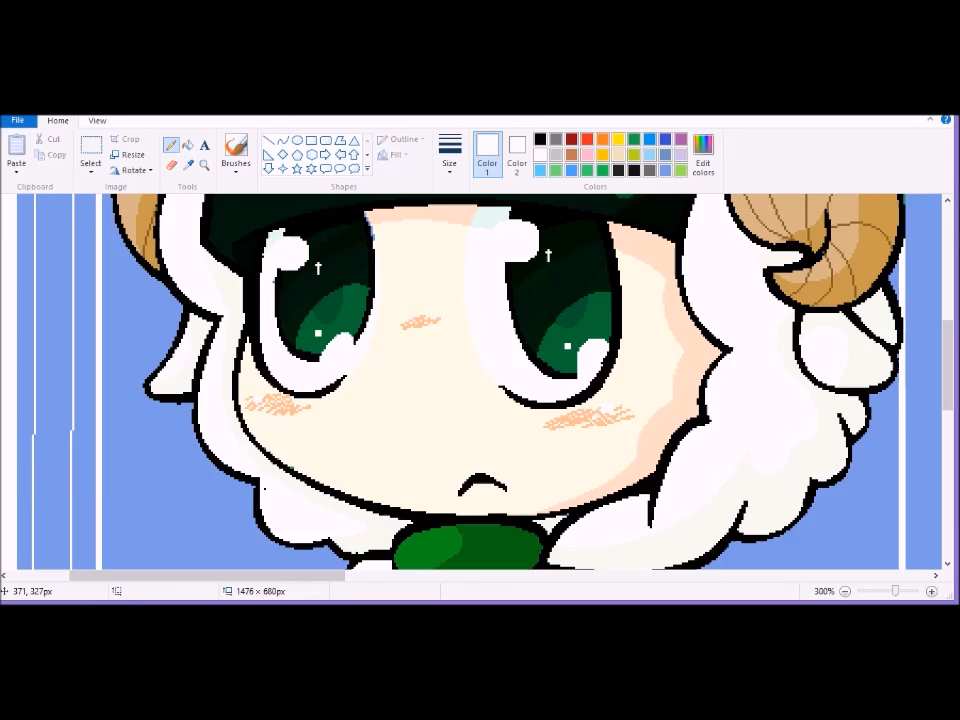 File Home View
Paste Cut Copy Clipboard
Select Crop Resize Rotate Image
A Tools
Brushes
Outline Fill Shapes
Size
Color 1 Color 2 Edit colors Colors
371, 327px 1476 × 680px 300%